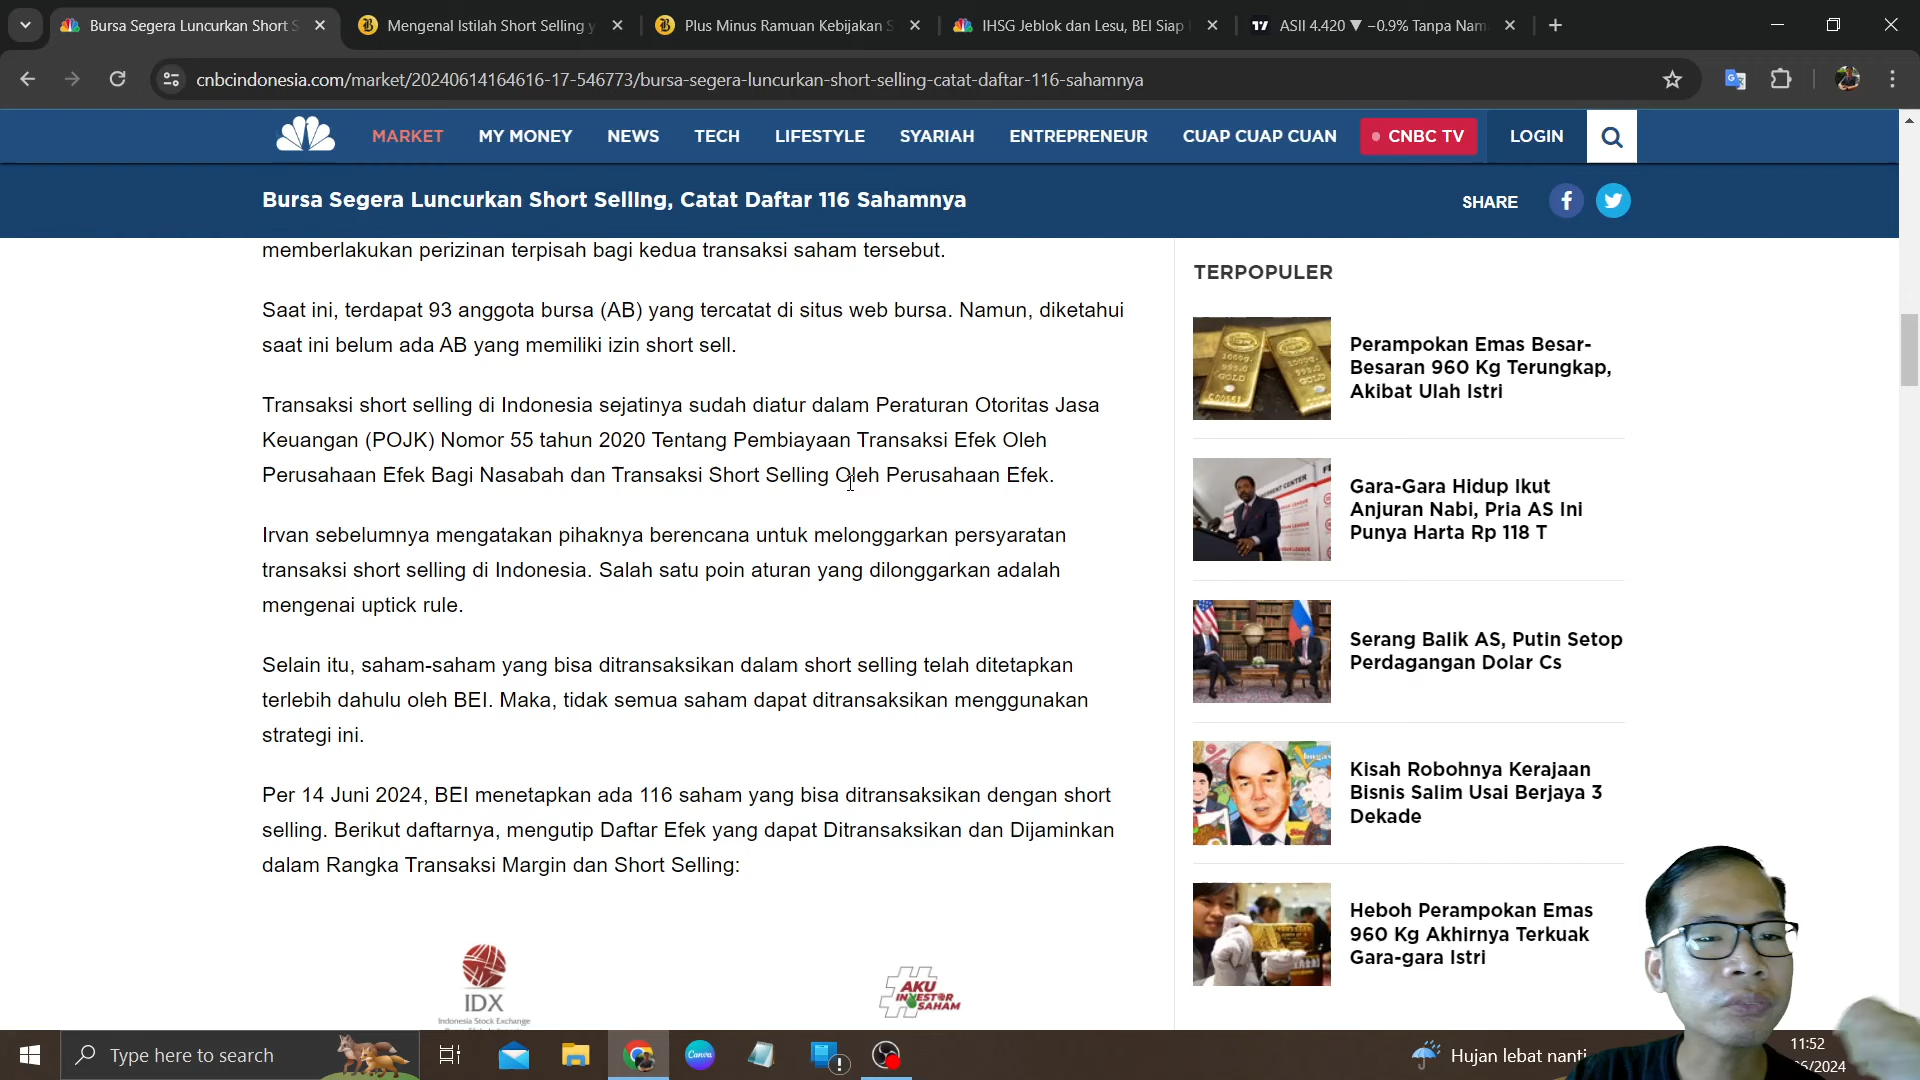 Bursa Segera Luncurkan Short S
Mengenal Istilah Short Selling y
Plus Minus Ramuan Kebijakan S
IHSG Jeblok dan Lesu, BEI Siap
ASII 4.420 ▼ −0.9% Tanpa Nam
cnbcindonesia.com/market/20240614164616-17-546773/bursa-segera-luncurkan-short-selling-catat-daftar-116-sahamnya
MARKET MY MONEY NEWS TECH LIFESTYLE SYARIAH ENTREPRENEUR CUAP CUAP CUAN CNBC TV LOGIN
Bursa Segera Luncurkan Short Selling, Catat Daftar 116 Sahamnya
SHARE
memberlakukan perizinan terpisah bagi kedua transaksi saham tersebut.
Saat ini, terdapat 93 anggota bursa (AB) yang tercatat di situs web bursa. Namun, diketahui
saat ini belum ada AB yang memiliki izin short sell.
Transaksi short selling di Indonesia sejatinya sudah diatur dalam Peraturan Otoritas Jasa
Keuangan (POJK) Nomor 55 tahun 2020 Tentang Pembiayaan Transaksi Efek Oleh
Perusahaan Efek Bagi Nasabah dan Transaksi Short Selling Oleh Perusahaan Efek.
Irvan sebelumnya mengatakan pihaknya berencana untuk melonggarkan persyaratan
transaksi short selling di Indonesia. Salah satu poin aturan yang dilonggarkan adalah
mengenai uptick rule.
Selain itu, saham-saham yang bisa ditransaksikan dalam short selling telah ditetapkan
terlebih dahulu oleh BEI. Maka, tidak semua saham dapat ditransaksikan menggunakan
strategi ini.
Per 14 Juni 2024, BEI menetapkan ada 116 saham yang bisa ditransaksikan dengan short
selling. Berikut daftarnya, mengutip Daftar Efek yang dapat Ditransaksikan dan Dijaminkan
dalam Rangka Transaksi Margin dan Short Selling:
IDX
Indonesia Stock Exchange
#AKU
INVESTOR
SAHAM
TERPOPULER
Perampokan Emas Besar-
Besaran 960 Kg Terungkap,
Akibat Ulah Istri
Gara-Gara Hidup Ikut
Anjuran Nabi, Pria AS Ini
Punya Harta Rp 118 T
Serang Balik AS, Putin Setop
Perdagangan Dolar Cs
Kisah Robohnya Kerajaan
Bisnis Salim Usai Berjaya 3
Dekade
Heboh Perampokan Emas
960 Kg Akhirnya Terkuak
Gara-gara Istri
Type here to search
Canva
Hujan lebat nanti
11:52
6/2024